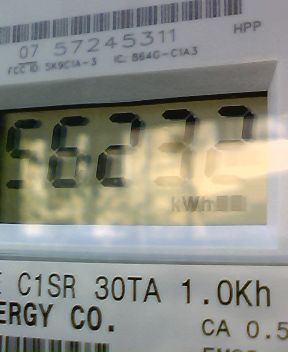 07 57245311
HPP
FCC ID: SK9C1A-3 IC: 864G-C1A3
56232
kWh
C1SR 30TA 1.0Kh
ERGY CO.
CA 0.5